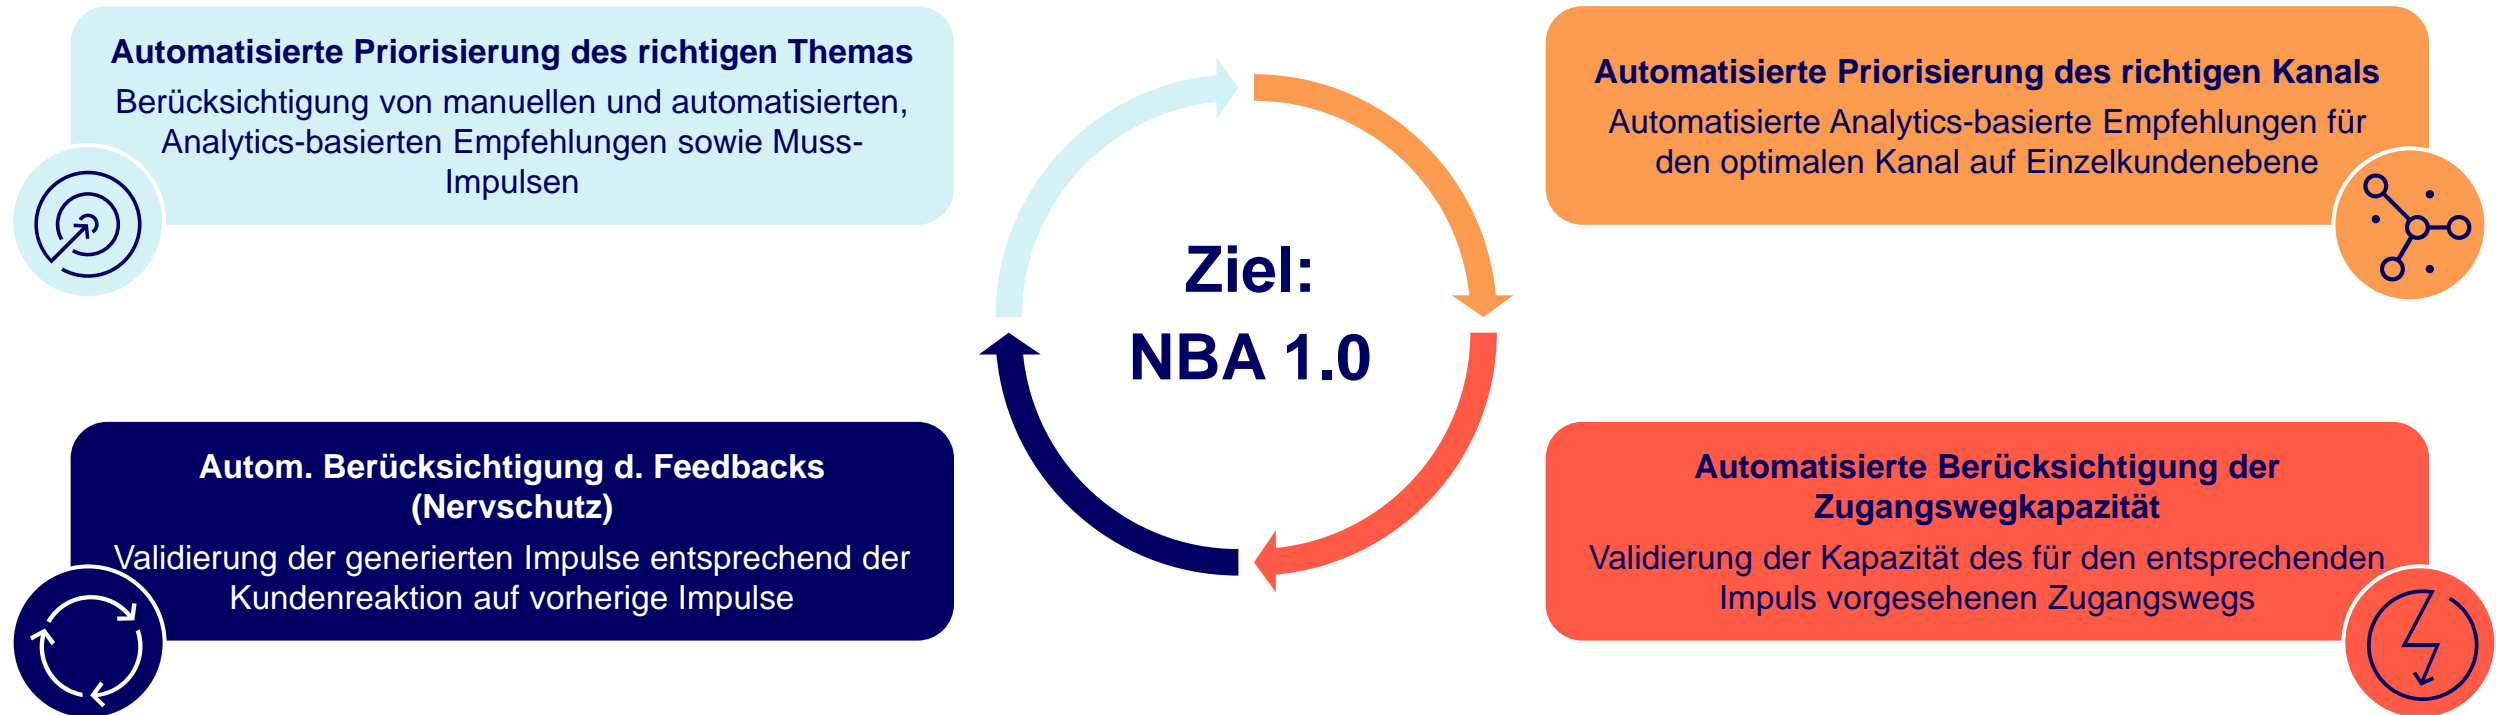 Automatisierte Priorisierung des richtigen Themas
Berücksichtigung von manuellen und automatisierten,
Analytics-basierten Empfehlungen sowie Muss-
Impulsen
Automatisierte Priorisierung des richtigen Kanals
Automatisierte Analytics-basierte Empfehlungen für
den optimalen Kanal auf Einzelkundenebene
Ziel:
NBA 1.0
Autom. Berücksichtigung d. Feedbacks
(Nervschutz)
Validierung der generierten Impulse entsprechend der
Kundenreaktion auf vorherige Impulse
Automatisierte Berücksichtigung der
Zugangswegkapazität
Validierung der Kapazität des für den entsprechenden
Impuls vorgesehenen Zugangswegs